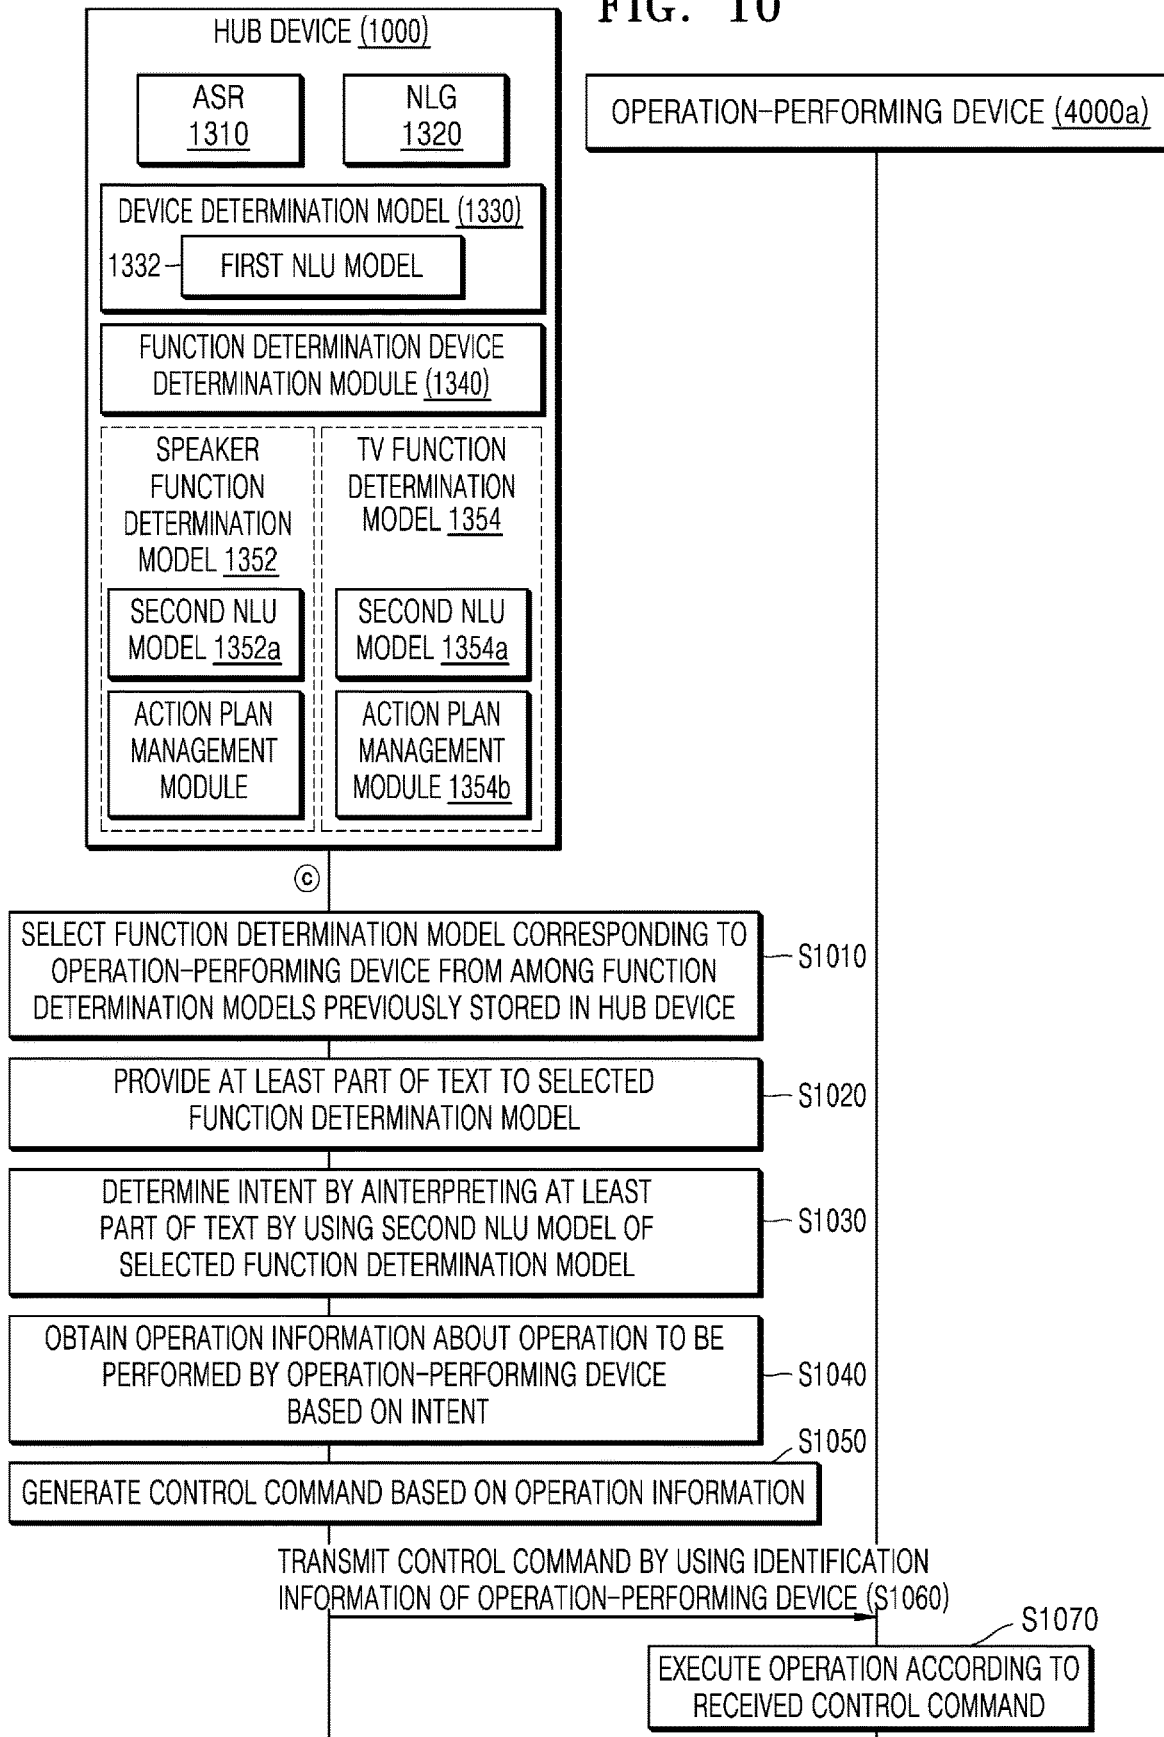 FIG. 10
HUB DEVICE (1000)
ASR
1310
NLG
1320
OPERATION-PERFORMING DEVICE (4000a)
DEVICE DETERMINATION MODEL (1330)
1332
FIRST NLU MODEL
FUNCTION DETERMINATION DEVICE
DETERMINATION MODULE (1340)
SPEAKER
FUNCTION
DETERMINATION
MODEL 1352
TV FUNCTION
DETERMINATION
MODEL 1354
SECOND NLU
MODEL 1352a
SECOND NLU
MODEL 1354a
ACTION PLAN
MANAGEMENT
MODULE
ACTION PLAN
MANAGEMENT
MODULE 1354b
c
SELECT FUNCTION DETERMINATION MODEL CORRESPONDING TO
OPERATION-PERFORMING DEVICE FROM AMONG FUNCTION
DETERMINATION MODELS PREVIOUSLY STORED IN HUB DEVICE
S1010
PROVIDE AT LEAST PART OF TEXT TO SELECTED
FUNCTION DETERMINATION MODEL
S1020
DETERMINE INTENT BY AINTERPRETING AT LEAST
PART OF TEXT BY USING SECOND NLU MODEL OF
SELECTED FUNCTION DETERMINATION MODEL
S1030
OBTAIN OPERATION INFORMATION ABOUT OPERATION TO BE
PERFORMED BY OPERATION-PERFORMING DEVICE
BASED ON INTENT
S1040
S1050
GENERATE CONTROL COMMAND BASED ON OPERATION INFORMATION
TRANSMIT CONTROL COMMAND BY USING IDENTIFICATION
INFORMATION OF OPERATION-PERFORMING DEVICE (S1060)
S1070
EXECUTE OPERATION ACCORDING TO
RECEIVED CONTROL COMMAND